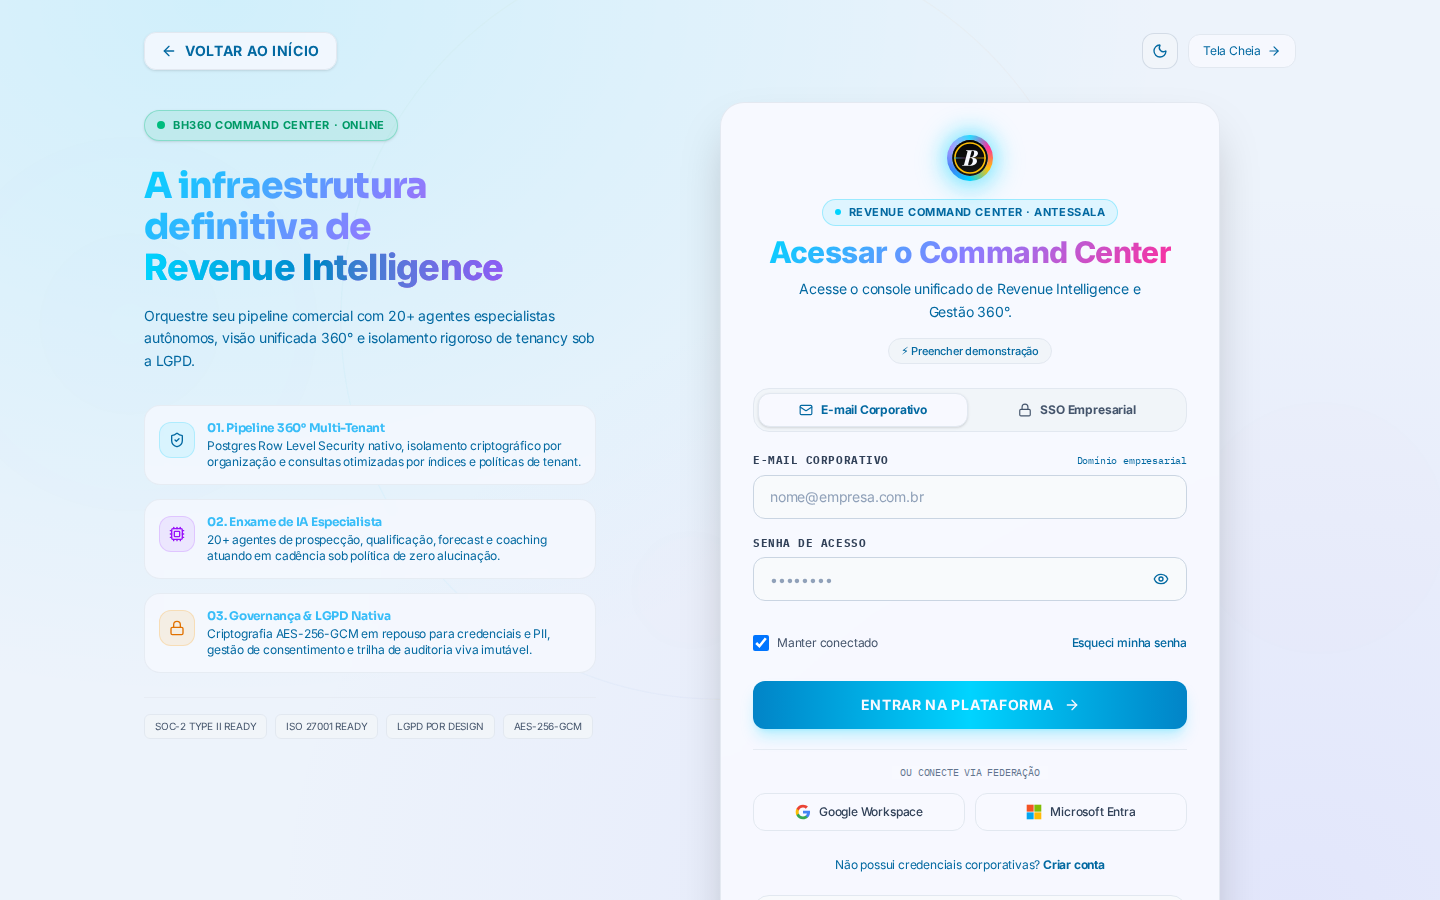 VOLTAR AO INÍCIO
Tela Cheia
BH360 COMMAND CENTER · ONLINE
A infraestrutura
definitiva de
Revenue Intelligence
Orquestre seu pipeline comercial com 20+ agentes especialistas
autônomos, visão unificada 360° e isolamento rigoroso de tenancy sob
a LGPD.
01. Pipeline 360° Multi-Tenant
Postgres Row Level Security nativo, isolamento criptográfico por
organização e consultas otimizadas por índices e políticas de tenant.
02. Enxame de IA Especialista
20+ agentes de prospecção, qualificação, forecast e coaching
atuando em cadência sob política de zero alucinação.
03. Governança & LGPD Nativa
Criptografia AES-256-GCM em repouso para credenciais e PII,
gestão de consentimento e trilha de auditoria viva imutável.
SOC-2 TYPE II READY
ISO 27001 READY
LGPD POR DESIGN
AES-256-GCM
B
REVENUE COMMAND CENTER · ANTESSALA
Acessar o Command Center
Acesse o console unificado de Revenue Intelligence e
Gestão 360°.
⚡ Preencher demonstração
E-mail Corporativo
SSO Empresarial
E-MAIL CORPORATIVO
Domínio empresarial
nome@empresa.com.br
SENHA DE ACESSO
••••••••
Manter conectado
Esqueci minha senha
ENTRAR NA PLATAFORMA
OU CONECTE VIA FEDERAÇÃO
Google Workspace
Microsoft Entra
Não possui credenciais corporativas? Criar conta